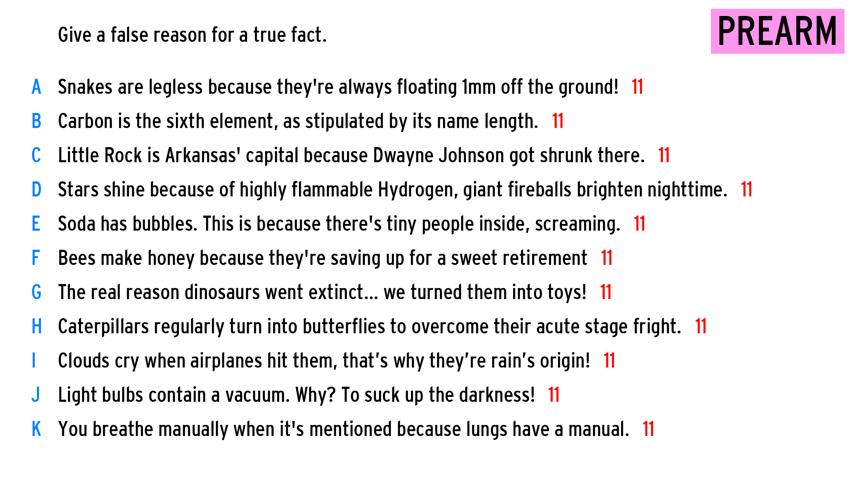 Give a false reason for a true fact.
PREARM
A Snakes are legless because they're always floating 1mm off the ground! 11
B Carbon is the sixth element, as stipulated by its name length. 11
C Little Rock is Arkansas' capital because Dwayne Johnson got shrunk there. 11
D Stars shine because of highly flammable Hydrogen, giant fireballs brighten nighttime. 11
E Soda has bubbles. This is because there's tiny people inside, screaming. 11
F Bees make honey because they're saving up for a sweet retirement 11
G The real reason dinosaurs went extinct... we turned them into toys! 11
H Caterpillars regularly turn into butterflies to overcome their acute stage fright. 11
I Clouds cry when airplanes hit them, that’s why they’re rain’s origin! 11
J Light bulbs contain a vacuum. Why? To suck up the darkness! 11
K You breathe manually when it's mentioned because lungs have a manual. 11